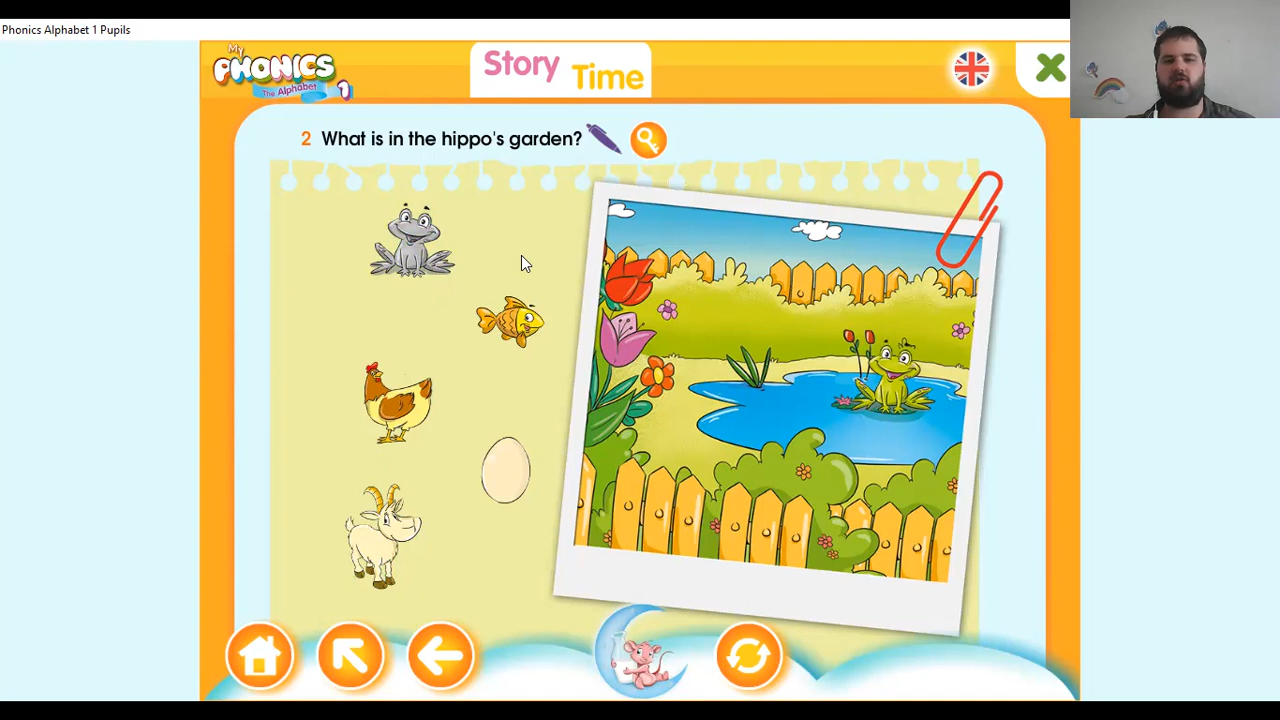 Phonics Alphabet 1 Pupils
My
PHONICS
The Alphabet 1
Story Time
2 What is in the hippo's garden?